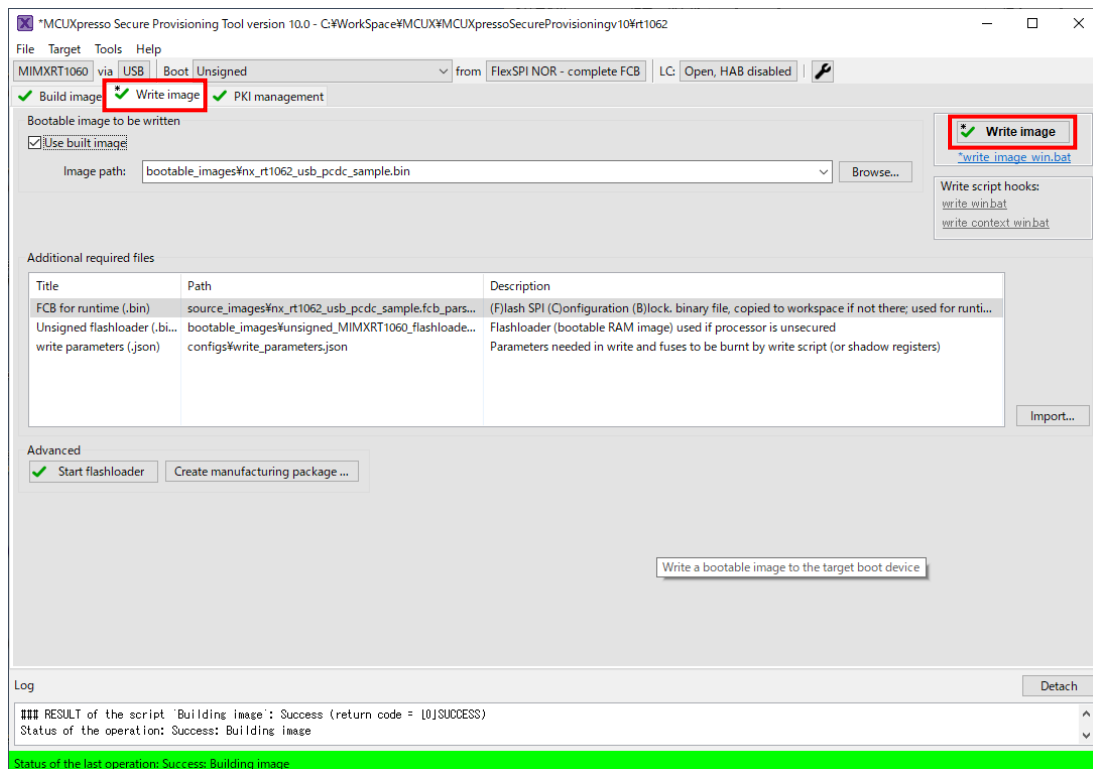 *MCUXpresso Secure Provisioning Tool version 10.0 - C:¥WorkSpace¥MCUX¥MCUXpressoSecureProvisioningv10¥rt1062
File Target Tools Help
MIMXRT1060 via USB Boot Unsigned from FlexSPI NOR - complete FCB LC: Open, HAB disabled
Build image * Write image PKI management
Bootable image to be written
Use built image
* Write image
*write image win.bat
Image path: bootable_images¥nx_rt1062_usb_pcdc_sample.bin Browse...
Write script hooks:
write win.bat
write context win.bat
Additional required files
Title Path Description
FCB for runtime (.bin) source_images¥nx_rt1062_usb_pcdc_sample.fcb_pars... (F)lash SPI (C)onfiguration (B)lock. binary file, copied to workspace if not there; used for runti...
Unsigned flashloader (.bi... bootable_images¥unsigned_MIMXRT1060_flashloade... Flashloader (bootable RAM image) used if processor is unsecured
write parameters (.json) configs¥write_parameters.json Parameters needed in write and fuses to be burnt by write script (or shadow registers)
Import...
Advanced
Start flashloader Create manufacturing package ...
Write a bootable image to the target boot device
Log Detach
### RESULT of the script `Building image`: Success (return code = [0]SUCCESS)
Status of the operation: Success: Building image
Status of the last operation: Success: Building image